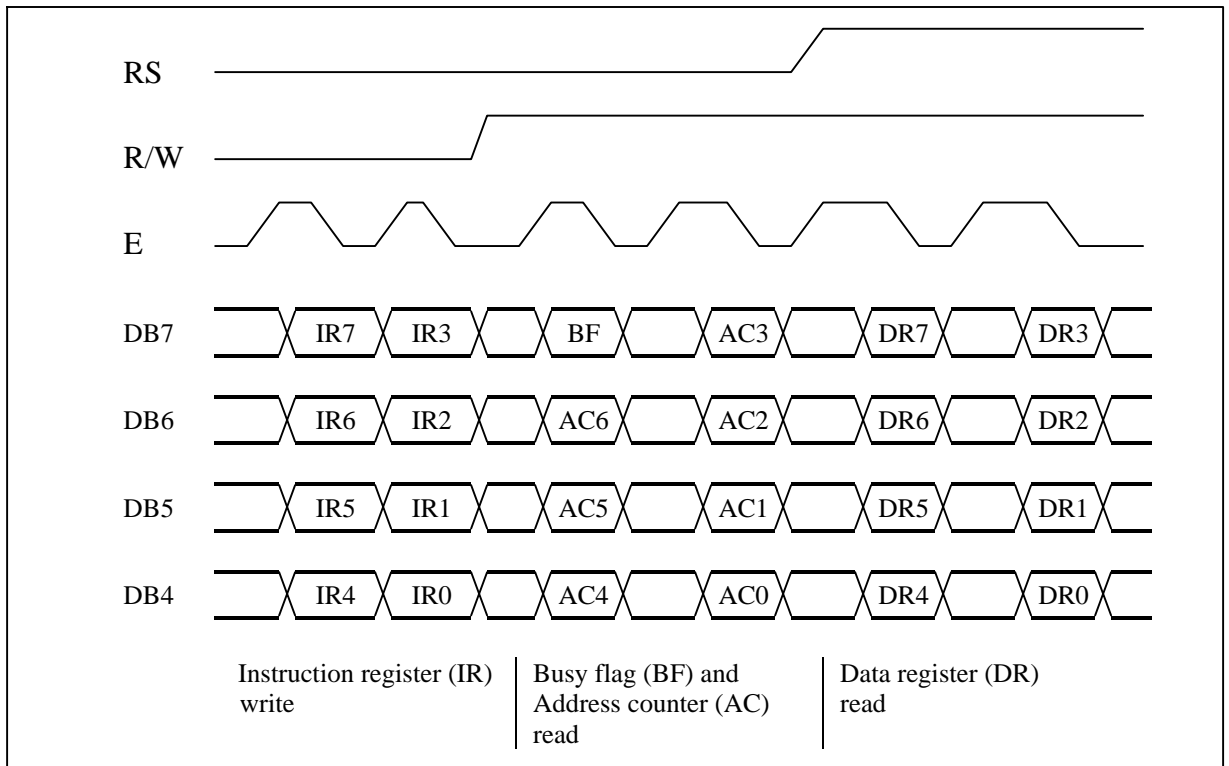 RS
R/W
E
DB7 IR7 IR3 BF AC3 DR7 DR3
DB6 IR6 IR2 AC6 AC2 DR6 DR2
DB5 IR5 IR1 AC5 AC1 DR5 DR1
DB4 IR4 IR0 AC4 AC0 DR4 DR0
Instruction register (IR)
write
Busy flag (BF) and
Address counter (AC)
read
Data register (DR)
read